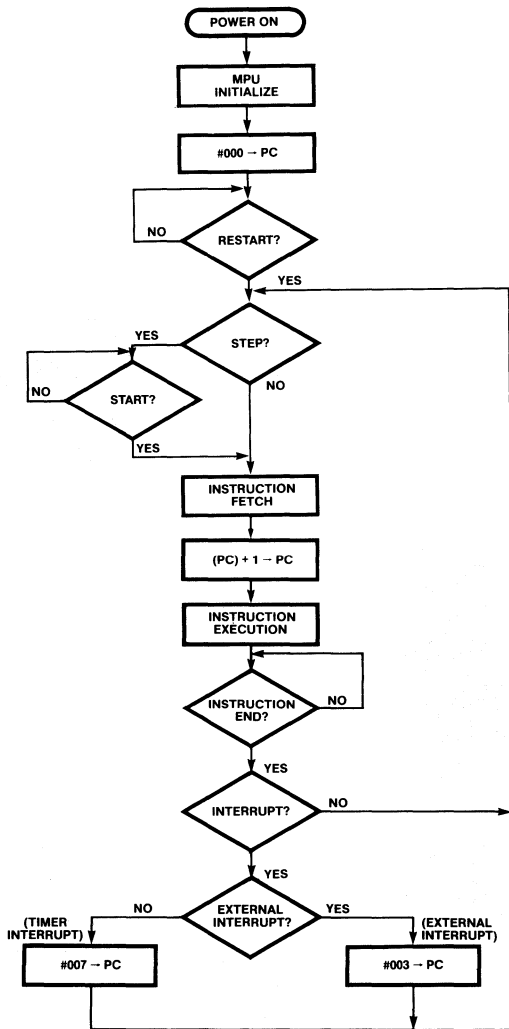 POWER ON
MPU
INITIALIZE
#000 → PC
NO
RESTART?
YES
YES
STEP?
NO
NO
START?
YES
INSTRUCTION
FETCH
(PC) + 1 → PC
INSTRUCTION
EXECUTION
INSTRUCTION
END?
NO
YES
INTERRUPT?
NO
YES
NO
EXTERNAL
INTERRUPT?
YES
(TIMER
INTERRUPT)
(EXTERNAL
INTERRUPT)
#007 → PC
#003 → PC